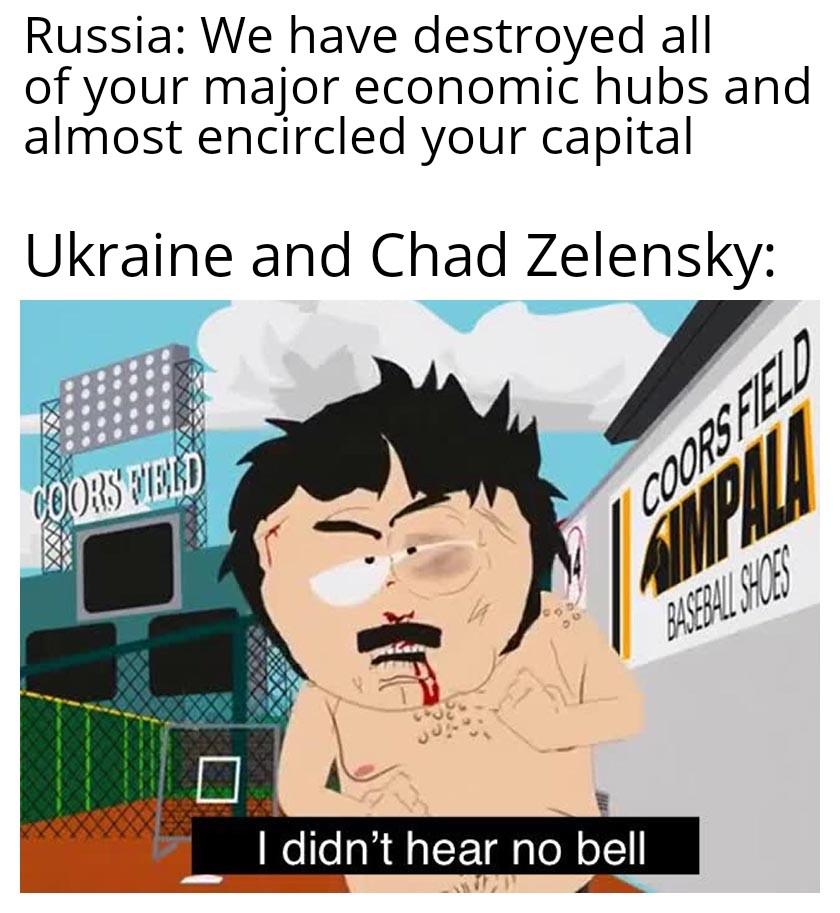 Russia: We have destroyed all
of your major economic hubs and
almost encircled your capital
Ukraine and Chad Zelensky:
COORS FIELD
COORS FIELD
IMPALA
BASEBALL SHOES
4
I didn't hear no bell